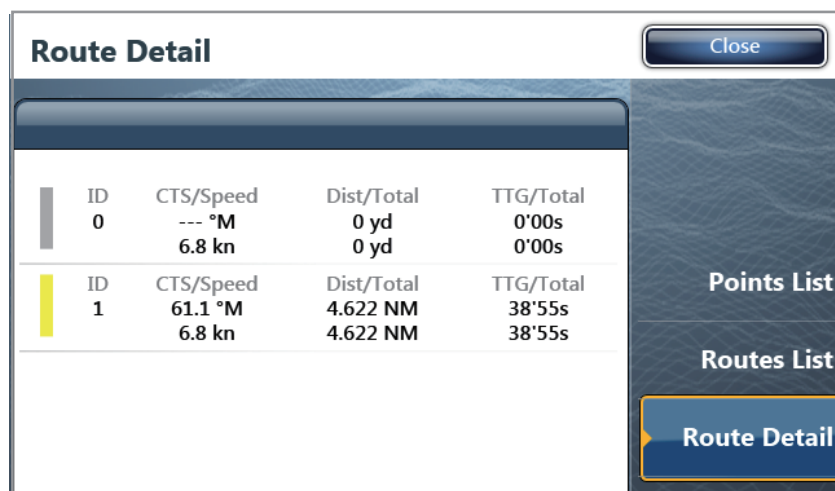 Route Detail
Close
ID CTS/Speed Dist/Total TTG/Total
0 --- °M 0 yd 0'00s
6.8 kn 0 yd 0'00s
ID CTS/Speed Dist/Total TTG/Total
1 61.1 °M 4.622 NM 38'55s
6.8 kn 4.622 NM 38'55s
Points List
Routes List
Route Detail